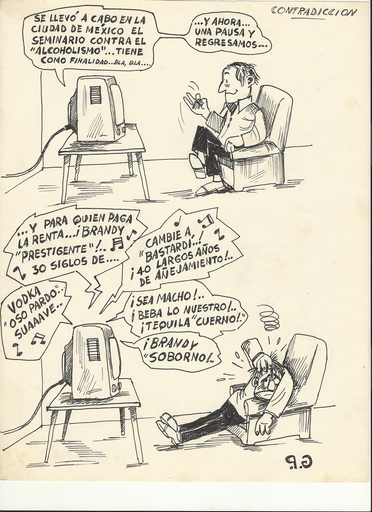 CONTRADICCION
SE LLEVÓ A CABO EN LA
CIUDAD DE MEXICO EL
SEMINARIO CONTRA EL
"ALCOHOLISMO"... TIENE
COMO FINALIDAD..BLA, BLA....
...Y AHORA...
UNA PAUSA Y
REGRESAMOS...
...Y PARA QUIEN PAGA
LA RENTA...¡BRANDY
"PRESTIGENTE"!..
30 SIGLOS DE....
CAMBIE A,
"BASTARDI...!
¡40 LARGOS AÑOS
DE AÑEJAMIENTO!..
VODKA
"OSO PARDO"..
SUAAAVE...
¡SEA MACHO!..
¡BEBA LO NUESTRO!..
¡TEQUILA "CUERNO!"
¡BRANDY
"SOBORNO!".